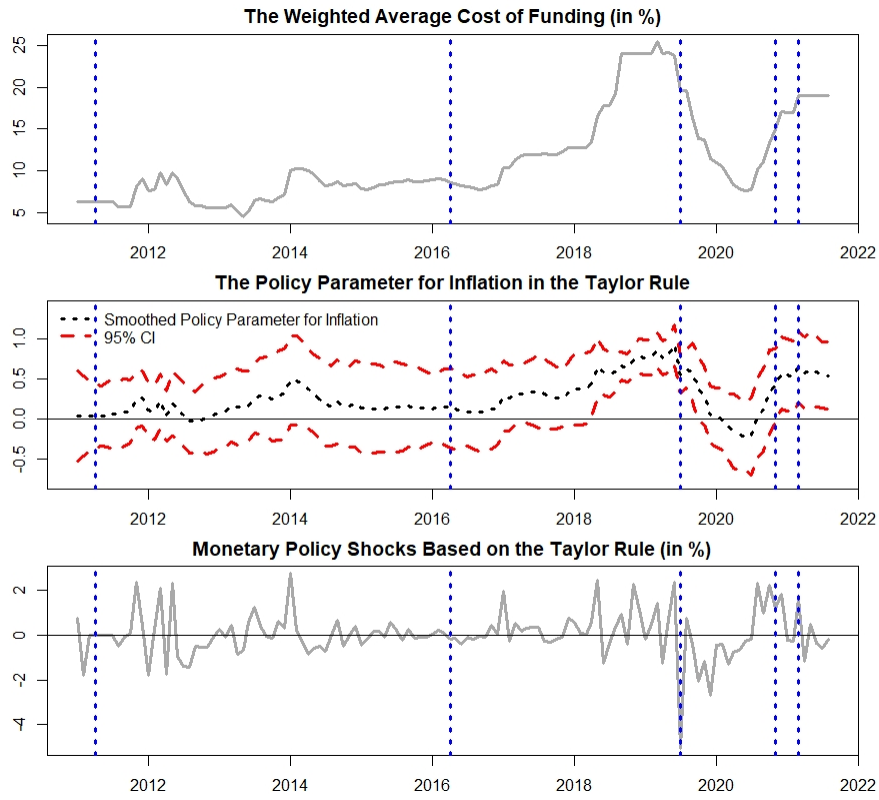 The Weighted Average Cost of Funding (in %)
25
20
15
10
5
2012 2014 2016 2018 2020 2022
The Policy Parameter for Inflation in the Taylor Rule
Smoothed Policy Parameter for Inflation
95% CI
1.0
0.5
0.0
-0.5
2012 2014 2016 2018 2020 2022
Monetary Policy Shocks Based on the Taylor Rule (in %)
2
0
-2
-4
2012 2014 2016 2018 2020 2022